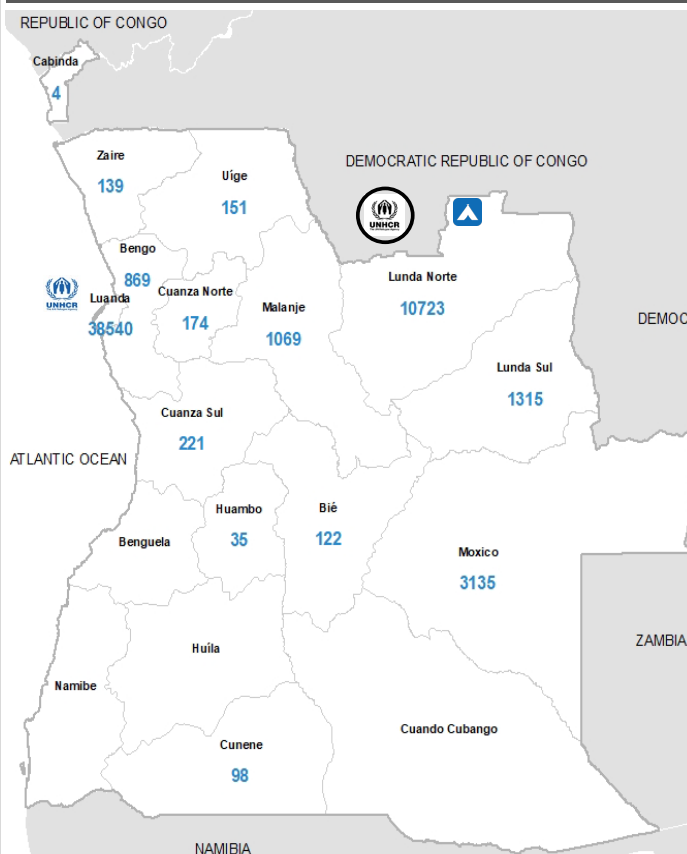 REPUBLIC OF CONGO
Cabinda
4
Zaire
139
Uíge
151
DEMOCRATIC REPUBLIC OF CONGO
UNHCR
Bengo
869
Lunda Norte
10723
UNHCR
Luanda
38540
Cuanza Norte
174
Malanje
1069
DEMOC
Lunda Sul
1315
Cuanza Sul
221
ATLANTIC OCEAN
Huambo
35
Bié
122
Benguela
Moxico
3135
ZAMBIA
Huíla
Namibe
Cuando Cubango
Cunene
98
NAMIBIA